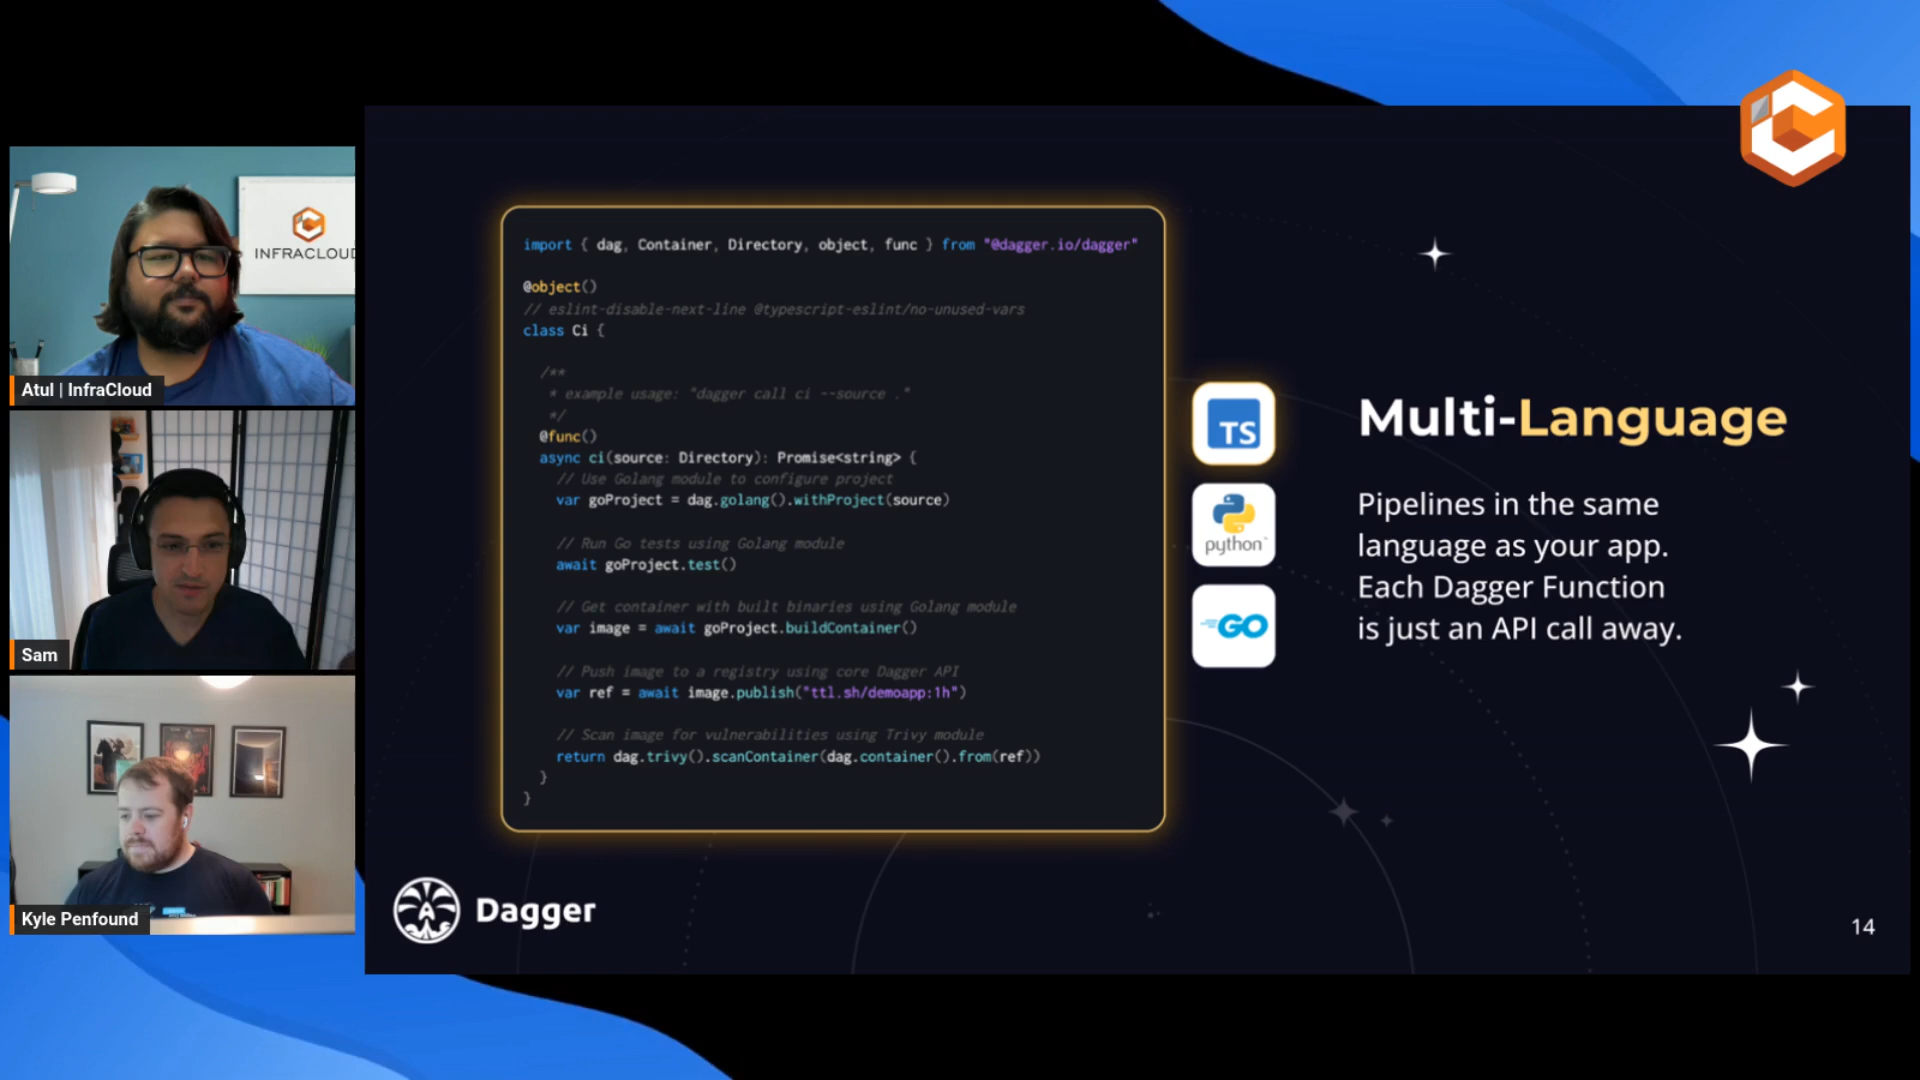 INFRACLOUD
Atul | InfraCloud
Sam
Kyle Penfound
import { dag, Container, Directory, object, func } from "@dagger.io/dagger"
@object()
// eslint-disable-next-line @typescript-eslint/no-unused-vars
class Ci {
/**
* example usage: "dagger call ci --source ."
*/
@func()
async ci(source: Directory): Promise<string> {
// Use Golang module to configure project
var goProject = dag.golang().withProject(source)
// Run Go tests using Golang module
await goProject.test()
// Get container with built binaries using Golang module
var image = await goProject.buildContainer()
// Push image to a registry using core Dagger API
var ref = await image.publish("ttl.sh/demoapp:1h")
// Scan image for vulnerabilities using Trivy module
return dag.trivy().scanContainer(dag.container().from(ref))
}
}
TS
python
GO
Multi-Language
Pipelines in the same
language as your app.
Each Dagger Function
is just an API call away.
Dagger
14